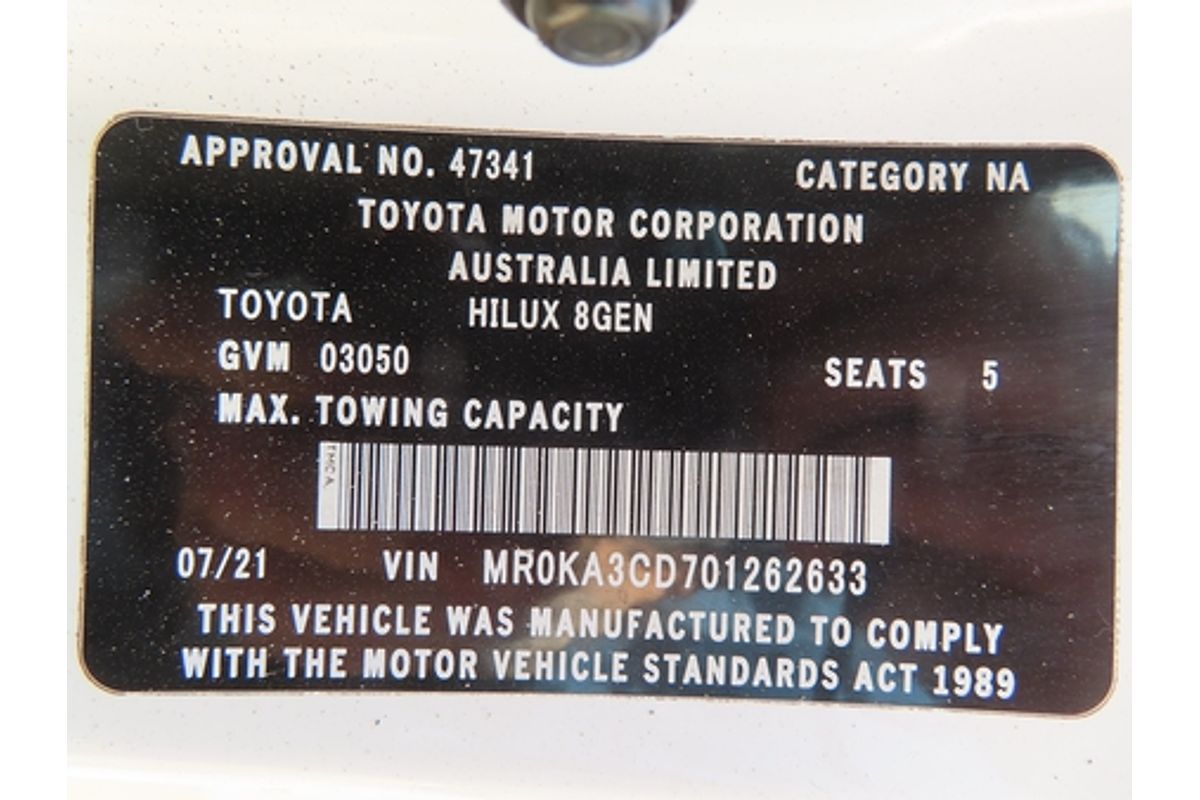 APPROVAL NO. 47341 CATEGORY NA
TOYOTA MOTOR CORPORATION
AUSTRALIA LIMITED
TOYOTA HILUX 8GEN
GVM 03050 SEATS 5
MAX. TOWING CAPACITY
TMCA
07/21 VIN MR0KA3CD701262633
THIS VEHICLE WAS MANUFACTURED TO COMPLY
WITH THE MOTOR VEHICLE STANDARDS ACT 1989